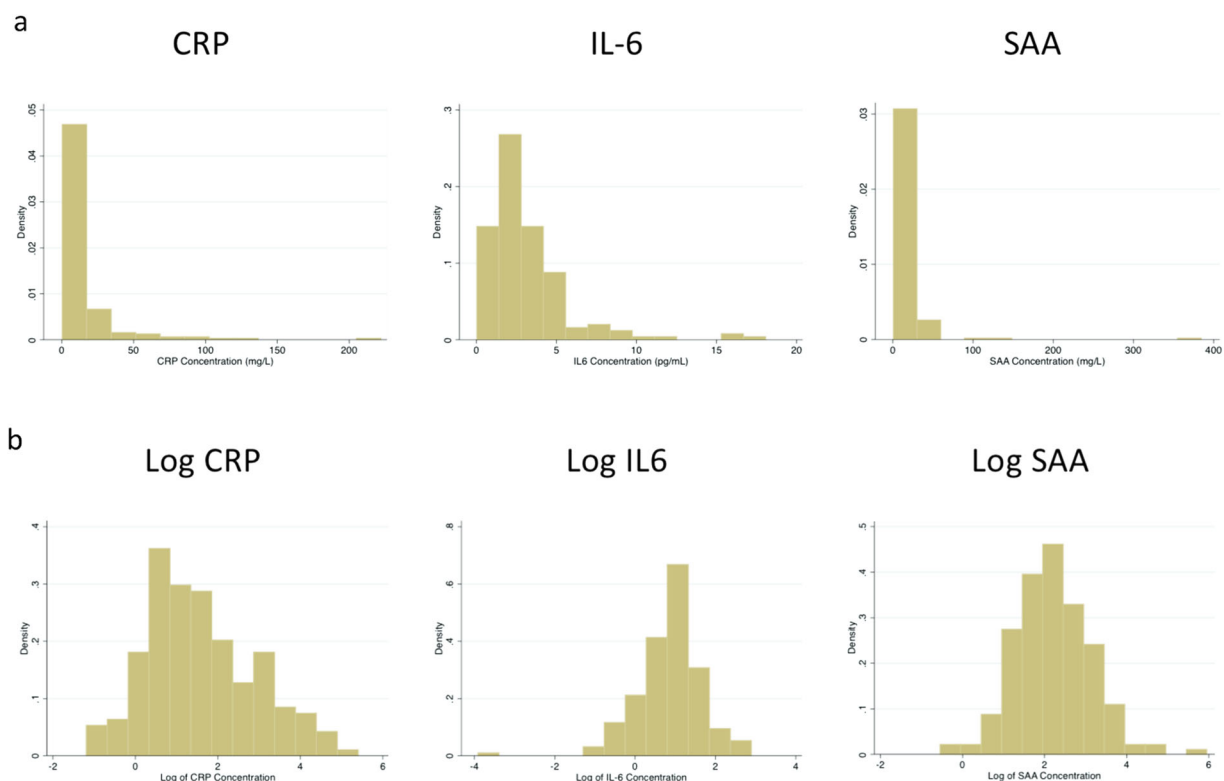 a
CRP
IL-6
SAA
Density
0 .01 .02 .03 .04 .05
0 50 100 150 200
CRP Concentration (mg/L)
Density
0 .1 .2 .3
0 5 10 15 20
IL6 Concentration (pg/mL)
Density
0 .01 .02 .03
0 100 200 300 400
SAA Concentration (mg/L)
b
Log CRP
Log IL6
Log SAA
Density
0 .1 .2 .3 .4
-2 0 2 4 6
Log of CRP Concentration
Density
0 .2 .4 .6 .8
-4 -2 0 2 4
Log of IL-6 Concentration
Density
0 .1 .2 .3 .4 .5
-2 0 2 4 6
Log of SAA Concentration